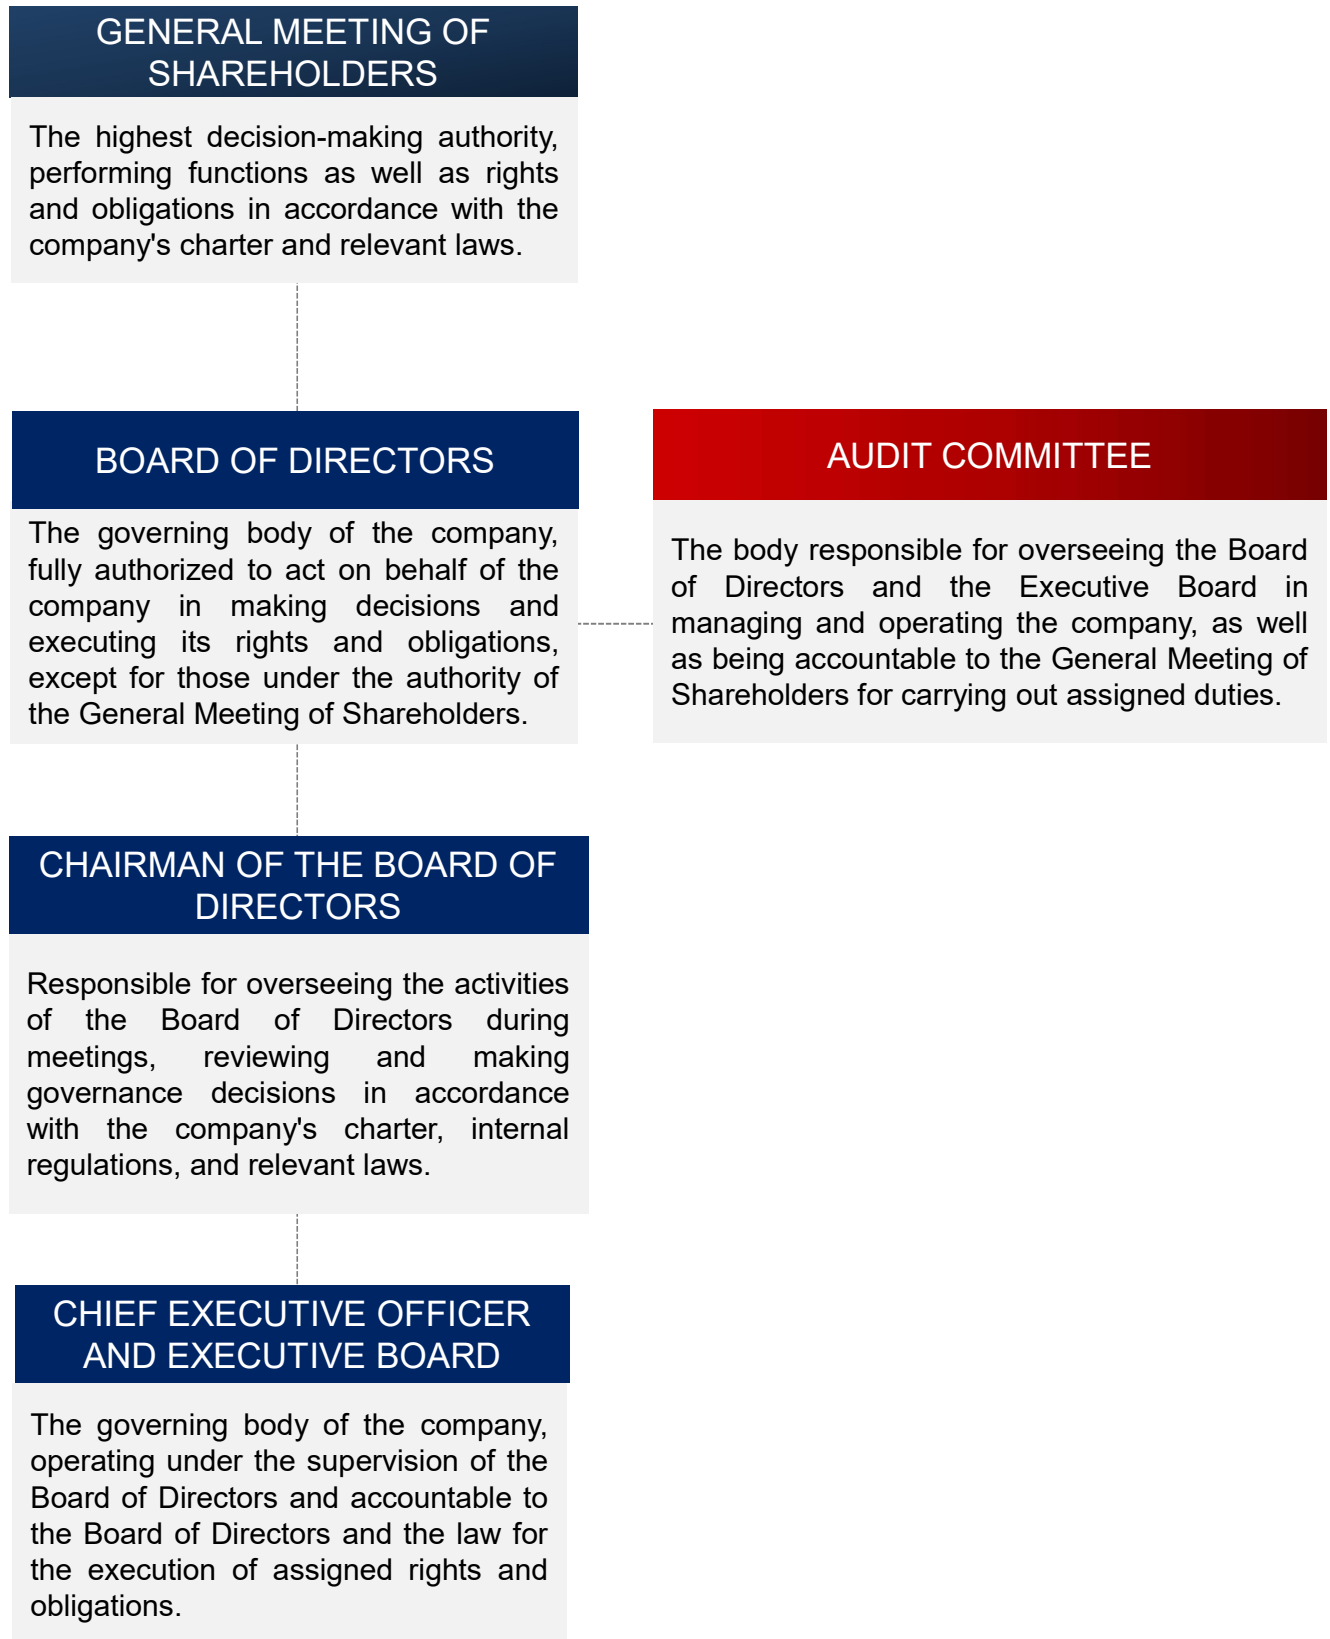 GENERAL MEETING OF
SHAREHOLDERS
The highest decision-making authority,
performing functions as well as rights
and obligations in accordance with the
company's charter and relevant laws.
BOARD OF DIRECTORS
The governing body of the company,
fully authorized to act on behalf of the
company in making decisions and
executing its rights and obligations,
except for those under the authority of
the General Meeting of Shareholders.
AUDIT COMMITTEE
The body responsible for overseeing the Board
of Directors and the Executive Board in
managing and operating the company, as well
as being accountable to the General Meeting of
Shareholders for carrying out assigned duties.
CHAIRMAN OF THE BOARD OF
DIRECTORS
Responsible for overseeing the activities
of the Board of Directors during
meetings, reviewing and making
governance decisions in accordance
with the company's charter, internal
regulations, and relevant laws.
CHIEF EXECUTIVE OFFICER
AND EXECUTIVE BOARD
The governing body of the company,
operating under the supervision of the
Board of Directors and accountable to
the Board of Directors and the law for
the execution of assigned rights and
obligations.